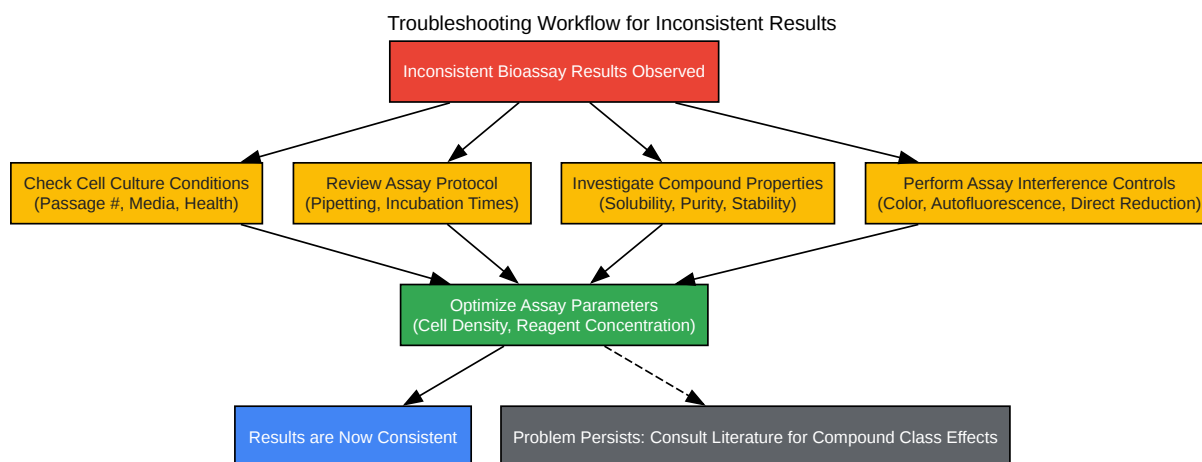 Troubleshooting Workflow for Inconsistent Results
Inconsistent Bioassay Results Observed
Check Cell Culture Conditions
(Passage #, Media, Health)
Review Assay Protocol
(Pipetting, Incubation Times)
Investigate Compound Properties
(Solubility, Purity, Stability)
Perform Assay Interference Controls
(Color, Autofluorescence, Direct Reduction)
Optimize Assay Parameters
(Cell Density, Reagent Concentration)
Results are Now Consistent
Problem Persists: Consult Literature for Compound Class Effects